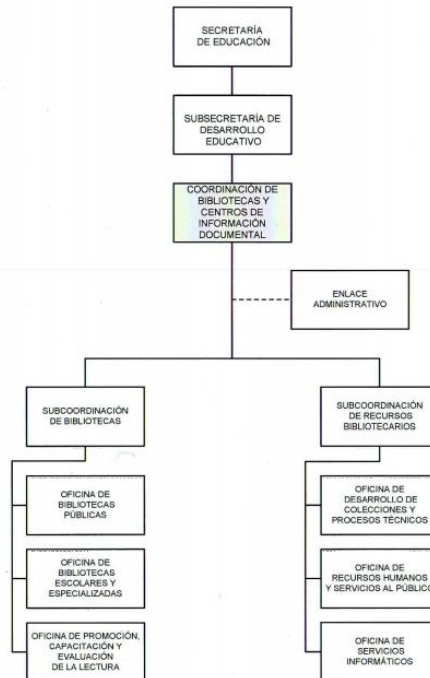 SECRETARÍA
DE EDUCACIÓN
SUBSECRETARÍA DE
DESARROLLO
EDUCATIVO
COORDINACIÓN DE
BIBLIOTECAS Y
CENTROS DE
INFORMACIÓN
DOCUMENTAL
ENLACE
ADMINISTRATIVO
SUBCOORDINACIÓN
DE BIBLIOTECAS
OFICINA DE
BIBLIOTECAS
PÚBLICAS
OFICINA DE
BIBLIOTECAS
ESCOLARES Y
ESPECIALIZADAS
OFICINA DE PROMOCIÓN,
CAPACITACIÓN Y
EVALUACIÓN
DE LA LECTURA
SUBCOORDINACIÓN
DE RECURSOS
BIBLIOTECARIOS
OFICINA DE
DESARROLLO DE
COLECCIONES Y
PROCESOS TÉCNICOS
OFICINA DE
RECURSOS HUMANOS
Y SERVICIOS AL PÚBLICO
OFICINA DE
SERVICIOS
INFORMÁTICOS